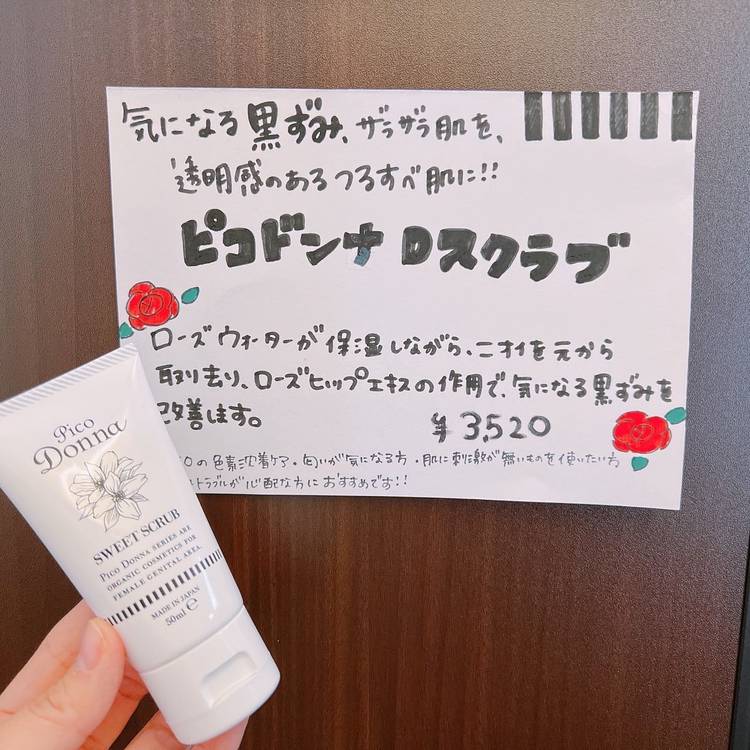 気になる黒ずみ、ザラザラ肌を、
透明感のあるつるすべ肌に!!
ピコドンナ Dスクラブ
ローズウォーターが保湿しながら、ニオイを元から
取り去り、ローズヒップエキスの作用で、気になる黒ずみを
改善します。
¥3,520
の色素沈着ケア・匂いが気になる方・肌に刺激が無いものを使いたい方
トラブルが心配な方におすすめです!!
Pico
Donna
SWEET SCRUB
PICO DONNA SERIES ARE
ORGANIC COSMETICS FOR
FEMALE GENITAL AREA.
MADE IN JAPAN
50ml℮